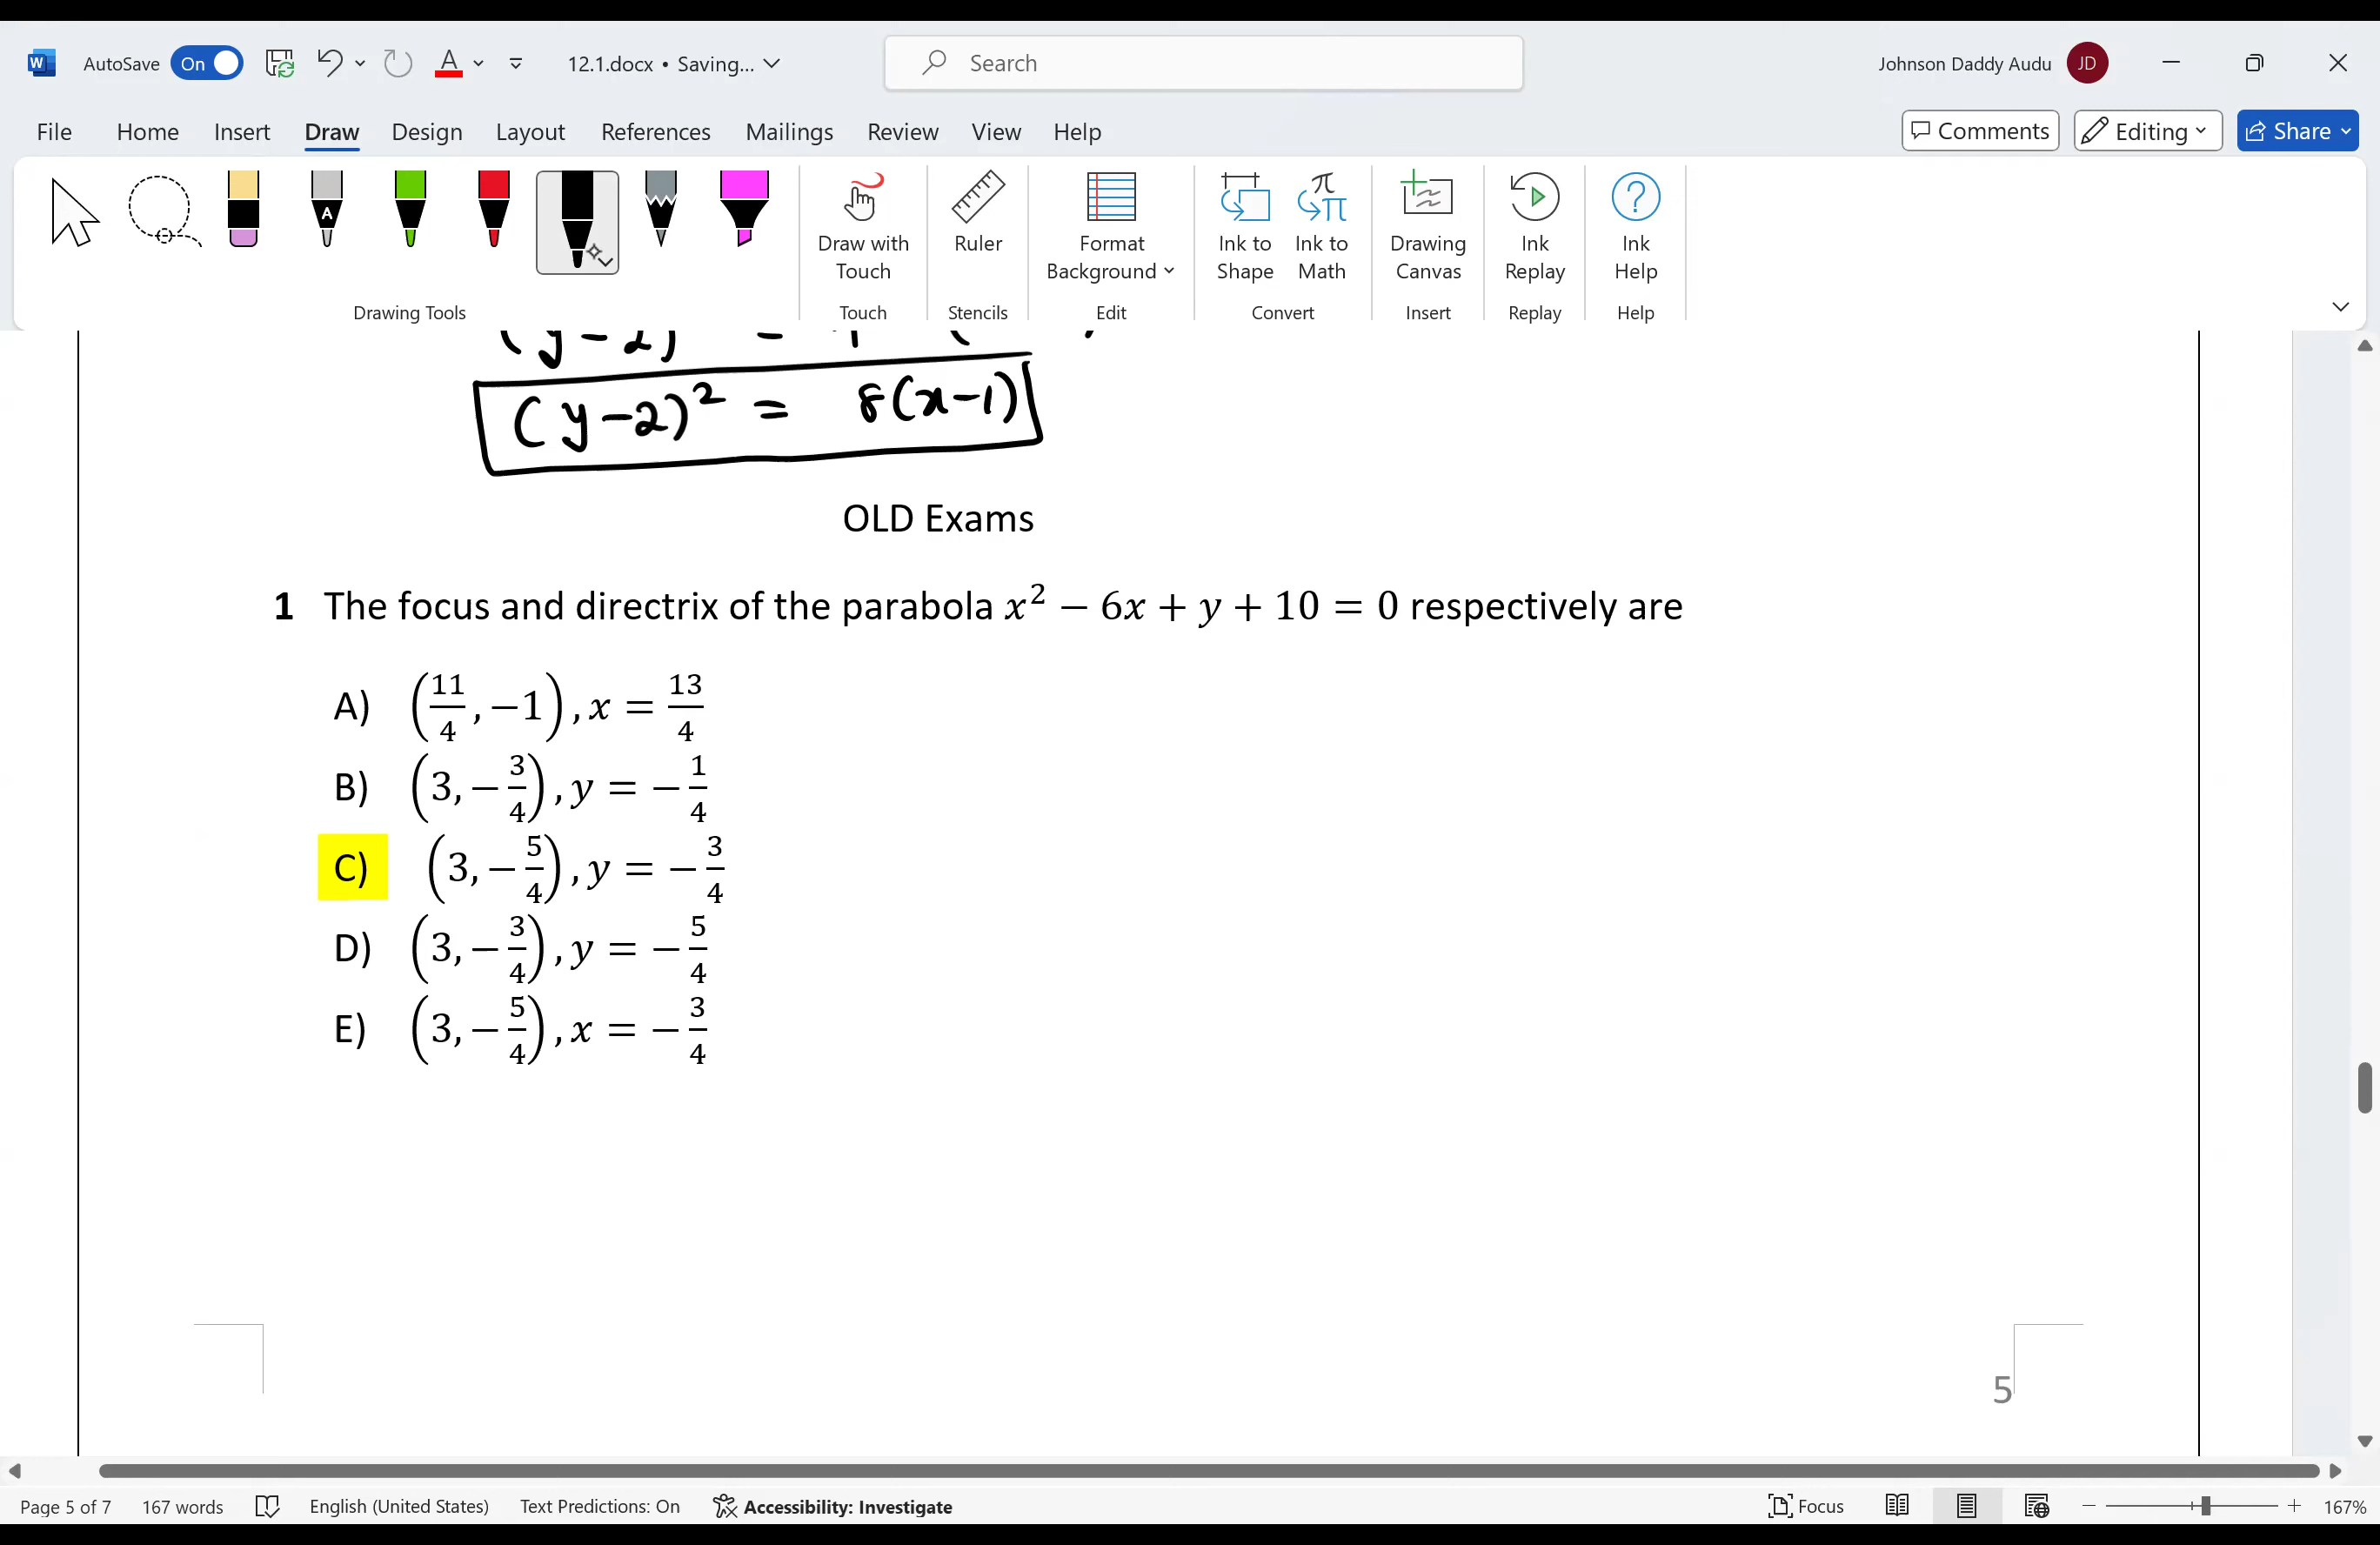 AutoSave On 12.1.docx • Saving... Search Johnson Daddy Audu JD
File Home Insert Draw Design Layout References Mailings Review View Help Comments Editing Share
Draw with Touch
Ruler
Format Background
Ink to Shape
Ink to Math
Drawing Canvas
Ink Replay
Ink Help
Drawing Tools Touch Stencils Edit Convert Insert Replay Help
(y-2)² = 8(x-1)
OLD Exams
1 The focus and directrix of the parabola x² − 6x + y + 10 = 0 respectively are
A) (11/4, −1), x = 13/4
B) (3, −3/4), y = −1/4
C) (3, −5/4), y = −3/4
D) (3, −3/4), y = −5/4
E) (3, −5/4), x = −3/4
5
Page 5 of 7 167 words English (United States) Text Predictions: On Accessibility: Investigate Focus 167%